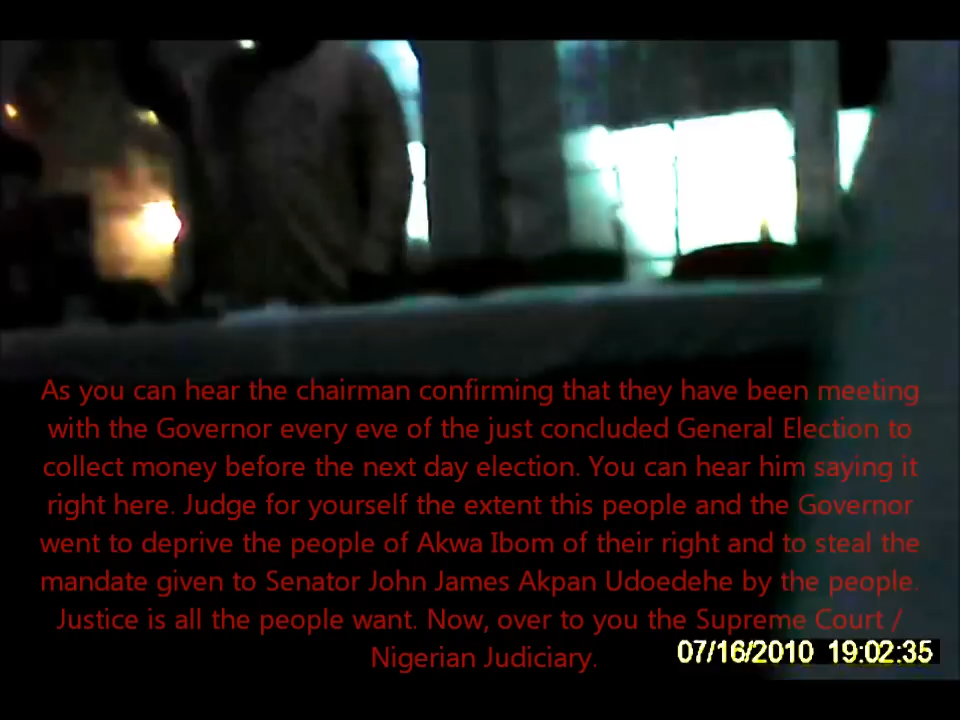 As you can hear the chairman confirming that they have been meeting
with the Governor every eve of the just concluded General Election to
collect money before the next day election. You can hear him saying it
right here. Judge for yourself the extent this people and the Governor
went to deprive the people of Akwa Ibom of their right and to steal the
mandate given to Senator John James Akpan Udoedehe by the people.
Justice is all the people want. Now, over to you the Supreme Court /
Nigerian Judiciary.
07/16/2010 19:02:35